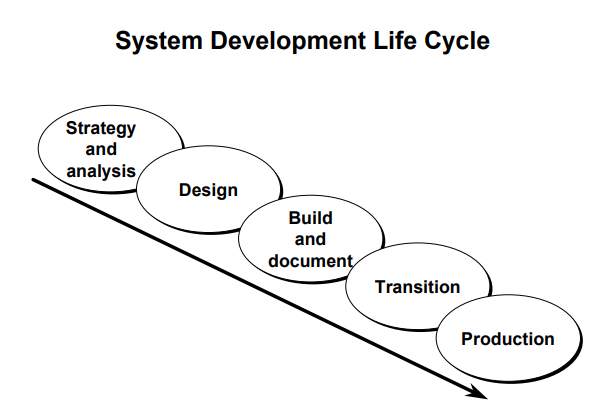 System Development Life Cycle
Strategy
and
analysis
Design
Build
and
document
Transition
Production